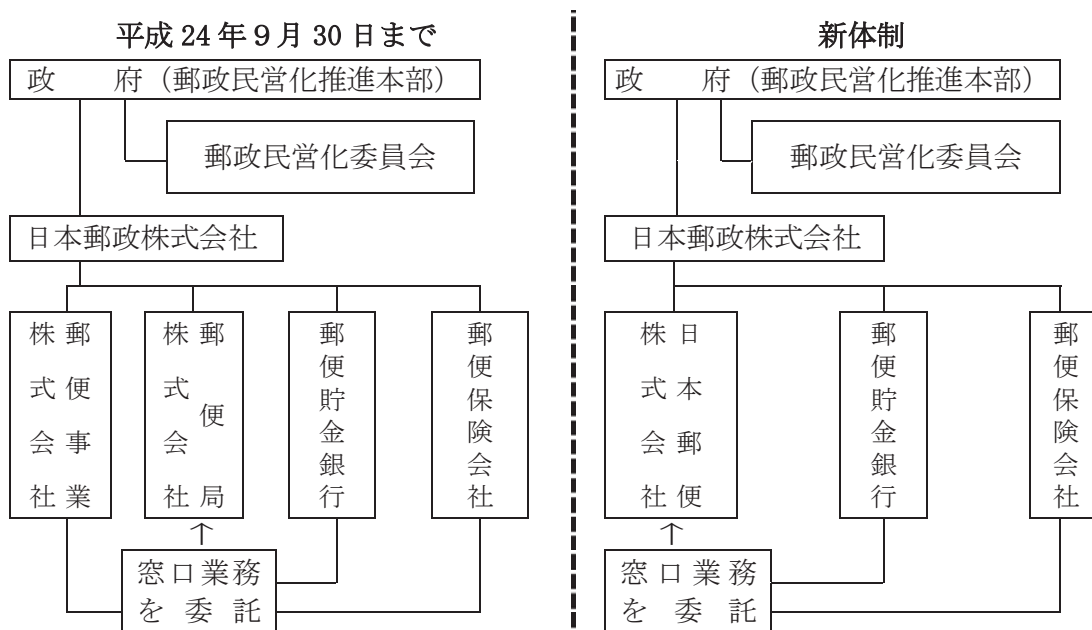 平成 24 年 9 月 30 日まで
政　府（郵政民営化推進本部）
郵政民営化委員会
日本郵政株式会社
郵便事業
株式会社
郵便局
株式会社
郵便貯金銀行
郵便保険会社
↑
窓口業務
を委託
新体制
政　府（郵政民営化推進本部）
郵政民営化委員会
日本郵政株式会社
日本郵便
株式会社
郵便貯金銀行
郵便保険会社
↑
窓口業務
を委託